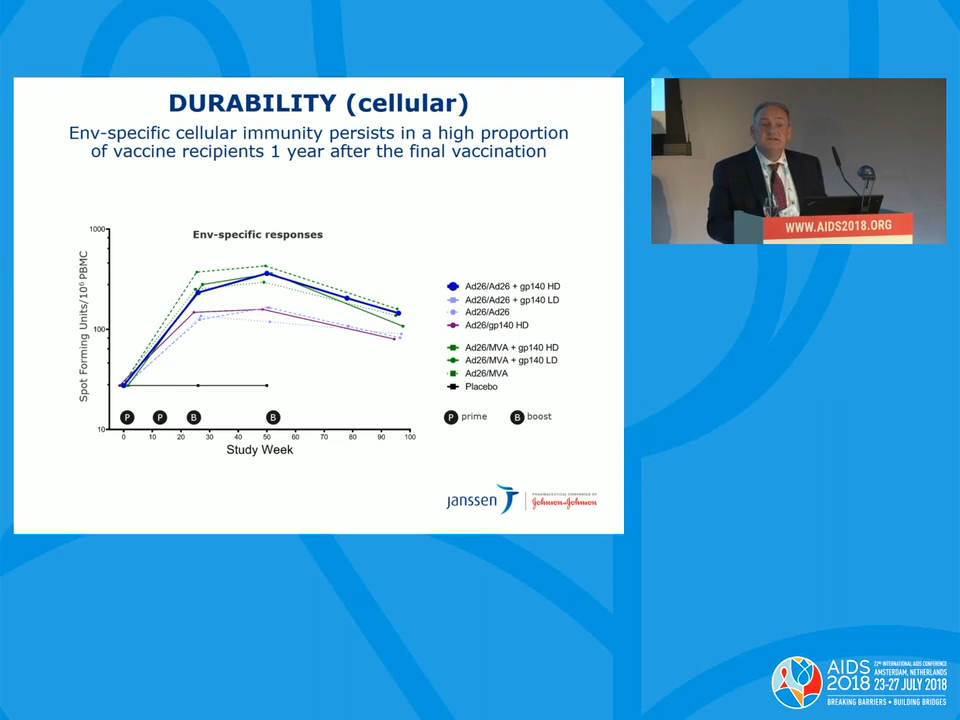 DURABILITY (cellular)
Env-specific cellular immunity persists in a high proportion
of vaccine recipients 1 year after the final vaccination
Env-specific responses
Spot Forming Units/10⁶ PBMC
1000
100
10
0 10 20 30 40 50 60 70 80 90 100
Study Week
P P B B
Ad26/Ad26 + gp140 HD
Ad26/Ad26 + gp140 LD
Ad26/Ad26
Ad26/gp140 HD
Ad26/MVA + gp140 HD
Ad26/MVA + gp140 LD
Ad26/MVA
Placebo
P prime B boost
janssen
PHARMACEUTICAL COMPANIES OF
Johnson & Johnson
WWW.AIDS2018.ORG
AIDS 2018
22ND INTERNATIONAL AIDS CONFERENCE
AMSTERDAM, NETHERLANDS
23-27 JULY 2018
BREAKING BARRIERS • BUILDING BRIDGES